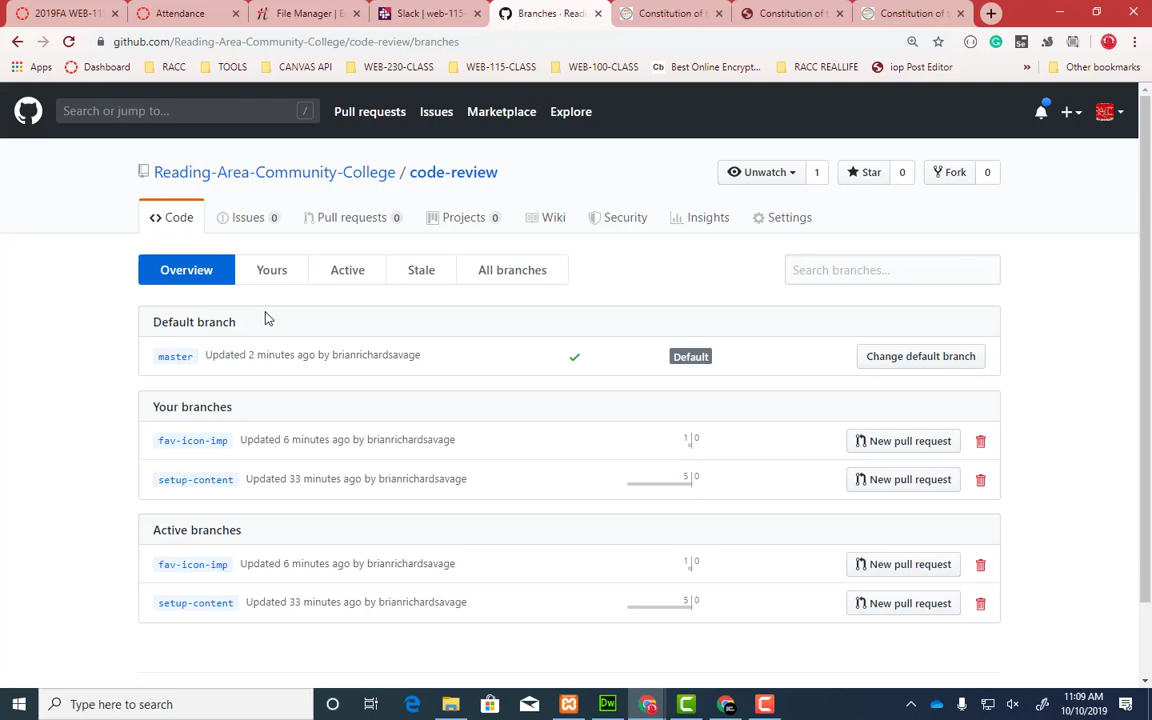 2019FA WEB-11
Attendance
File Manager | E
Slack | web-115-
Branches · Read
Constitution of t
Constitution of t
Constitution of t
github.com/Reading-Area-Community-College/code-review/branches
Apps
Dashboard
RACC
TOOLS
CANVAS API
WEB-230-CLASS
WEB-115-CLASS
WEB-100-CLASS
Cb Best Online Encrypt...
RACC REALLIFE
iop Post Editor
»
Other bookmarks
Search or jump to...
/
Pull requests
Issues
Marketplace
Explore
Reading-Area-Community-College / code-review
Unwatch 1
Star 0
Fork 0
Code
Issues 0
Pull requests 0
Projects 0
Wiki
Security
Insights
Settings
Overview
Yours
Active
Stale
All branches
Search branches...
Default branch
master Updated 2 minutes ago by brianrichardsavage
Default
Change default branch
Your branches
fav-icon-imp Updated 6 minutes ago by brianrichardsavage
1|0
New pull request
setup-content Updated 33 minutes ago by brianrichardsavage
5|0
New pull request
Active branches
fav-icon-imp Updated 6 minutes ago by brianrichardsavage
1|0
New pull request
setup-content Updated 33 minutes ago by brianrichardsavage
5|0
New pull request
Type here to search
Dw
11:09 AM
10/10/2019